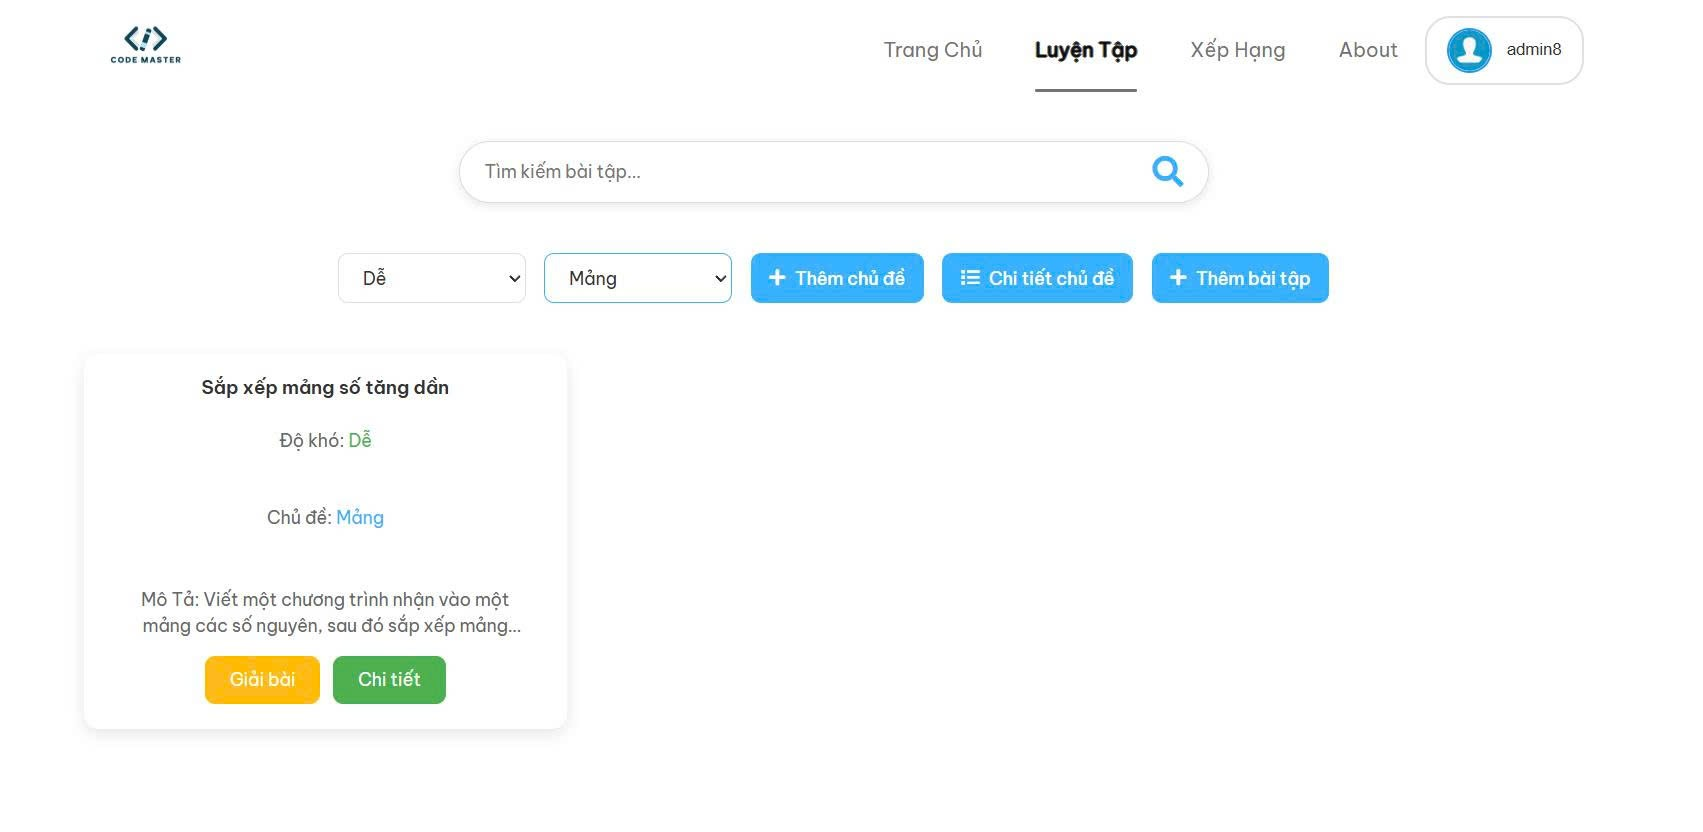 CODE MASTER
Trang Chủ
Luyện Tập
Xếp Hạng
About
admin8
Tìm kiếm bài tập...
Dễ
Mảng
Thêm chủ đề
Chi tiết chủ đề
Thêm bài tập
Sắp xếp mảng số tăng dần
Độ khó: Dễ
Chủ đề: Mảng
Mô Tả: Viết một chương trình nhận vào một
mảng các số nguyên, sau đó sắp xếp mảng...
Giải bài
Chi tiết